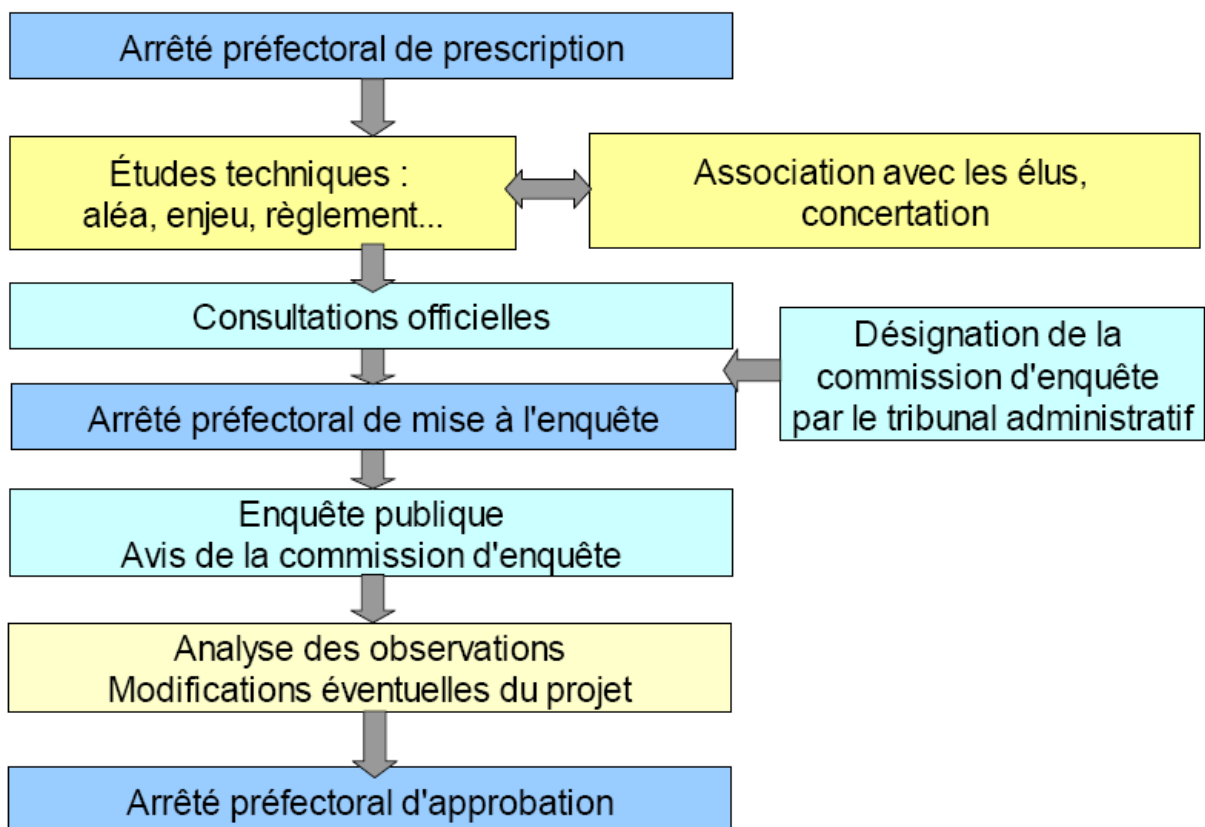 Arrêté préfectoral de prescription
Études techniques :
aléa, enjeu, règlement...
Association avec les élus,
concertation
Consultations officielles
Désignation de la
commission d'enquête
par le tribunal administratif
Arrêté préfectoral de mise à l'enquête
Enquête publique
Avis de la commission d'enquête
Analyse des observations
Modifications éventuelles du projet
Arrêté préfectoral d'approbation